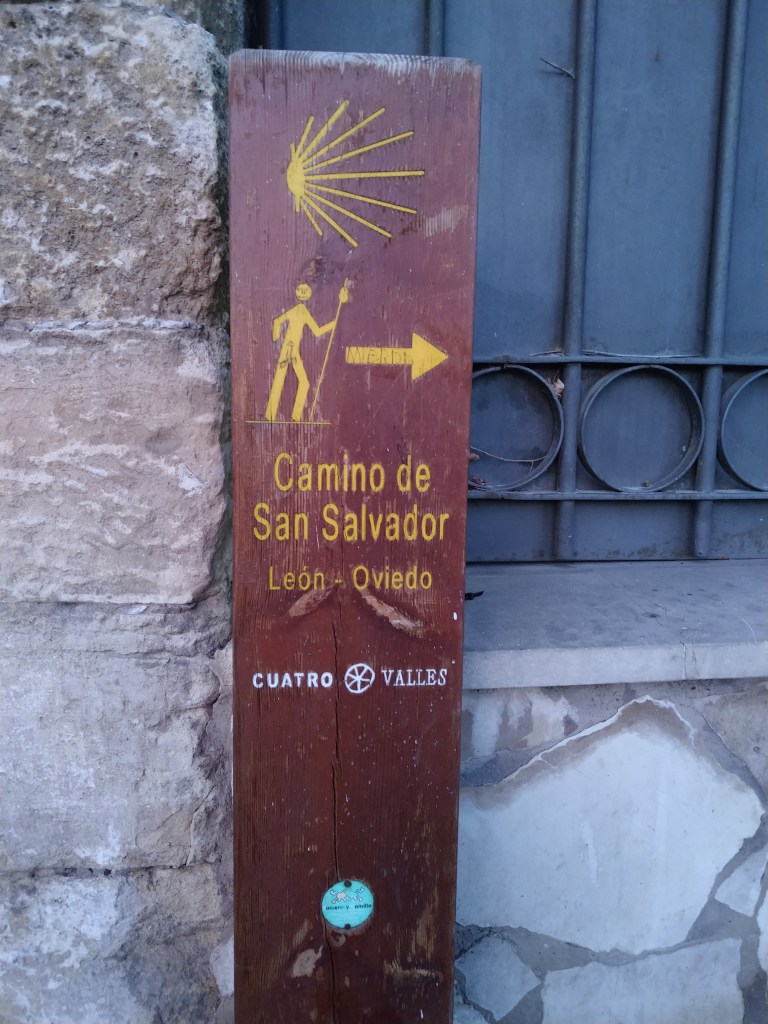 Camino de
San Salvador
León - Oviedo
CUATRO VALLES